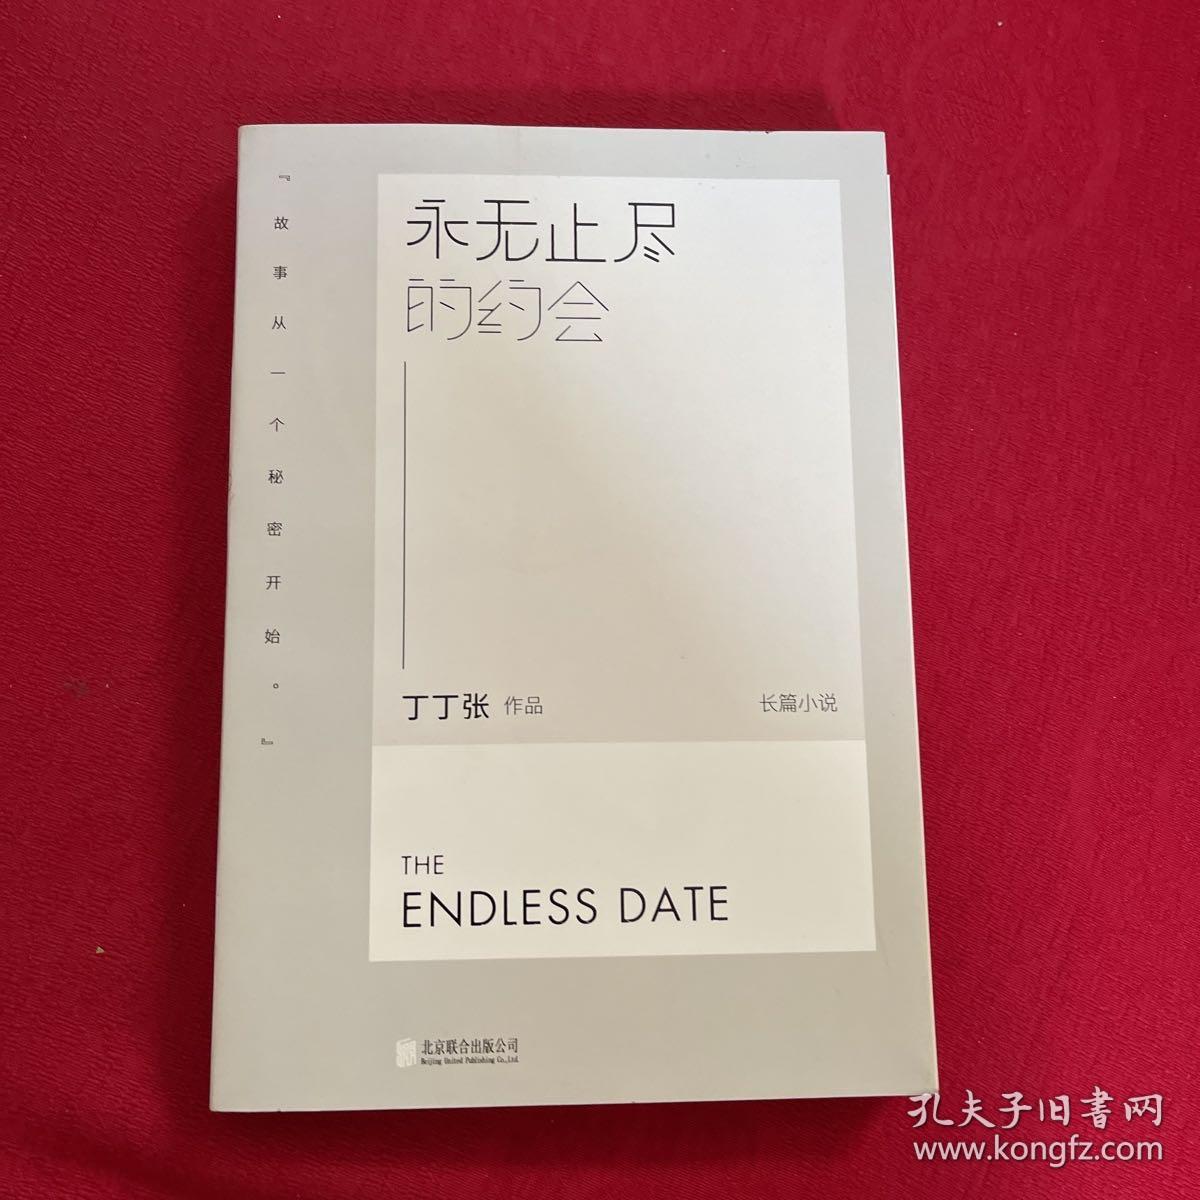 『故事从一个秘密开始。』
永无止尽
的约会
丁丁张 作品
长篇小说
THE
ENDLESS DATE
北京联合出版公司
Beijing United Publishing Co.,Ltd.
孔夫子旧書网
www.kongfz.com